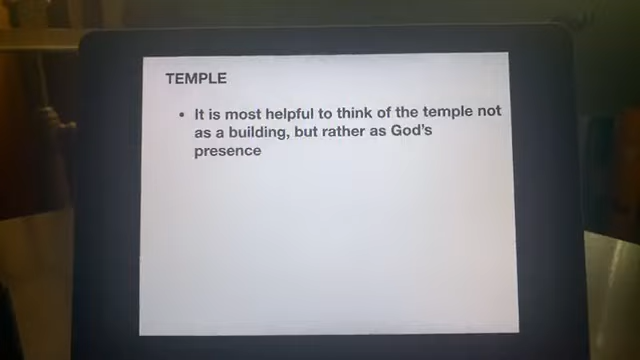 TEMPLE
• It is most helpful to think of the temple not
as a building, but rather as God's
presence